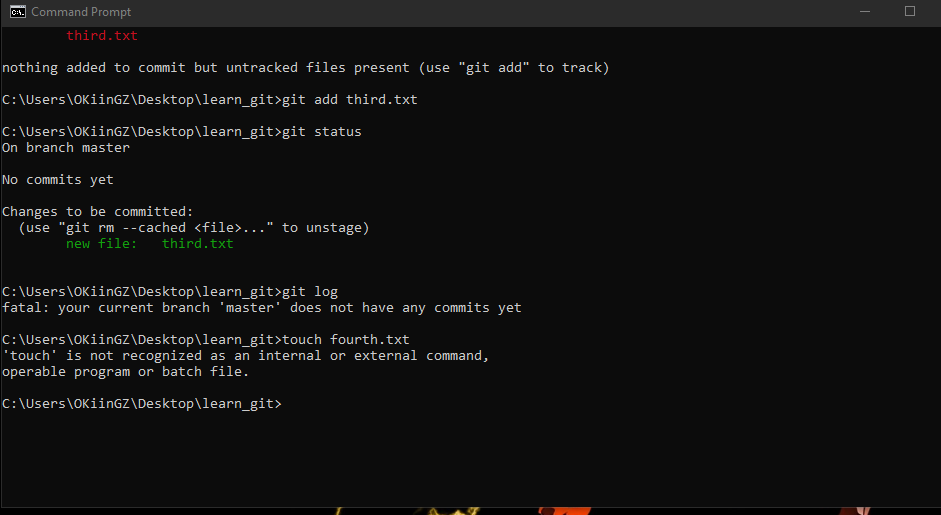 Command Prompt
third.txt
nothing added to commit but untracked files present (use "git add" to track)
C:\Users\OKiinGZ\Desktop\learn_git>git add third.txt
C:\Users\OKiinGZ\Desktop\learn_git>git status
On branch master
No commits yet
Changes to be committed:
  (use "git rm --cached <file>..." to unstage)
        new file:   third.txt
C:\Users\OKiinGZ\Desktop\learn_git>git log
fatal: your current branch 'master' does not have any commits yet
C:\Users\OKiinGZ\Desktop\learn_git>touch fourth.txt
'touch' is not recognized as an internal or external command,
operable program or batch file.
C:\Users\OKiinGZ\Desktop\learn_git>